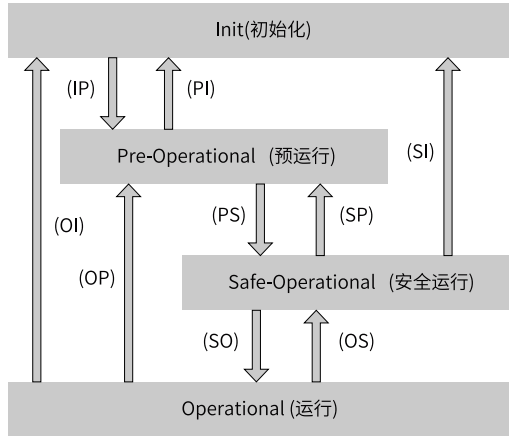 Init(初始化)
(IP)
(PI)
Pre-Operational (预运行)
(SI)
(OI)
(PS)
(SP)
(OP)
Safe-Operational (安全运行)
(SO)
(OS)
Operational (运行)